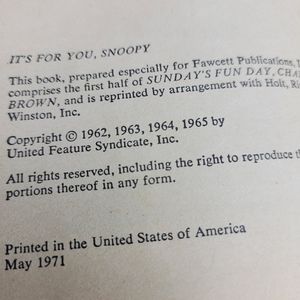 IT'S FOR YOU, SNOOPY
This book, prepared especially for Fawcett Publications,
comprises the first half of SUNDAY'S FUN DAY,
BROWN, and is reprinted by arrangement with Holt,
Winston, Inc.
Copyright © 1962, 1963, 1964, 1965 by
United Feature Syndicate, Inc.
All rights reserved, including the right to reproduce
portions thereof in any form.
Printed in the United States of America
May 1971